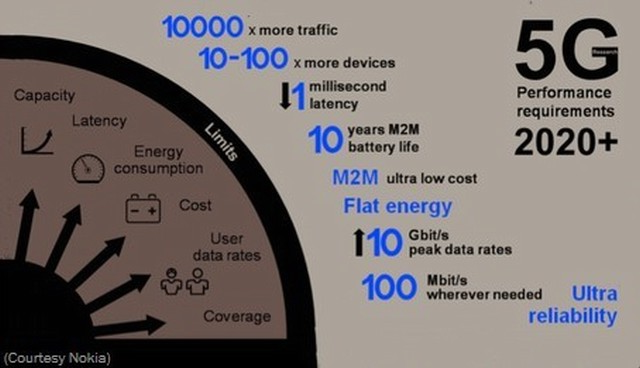 10000 x more traffic
10-100 x more devices
1 millisecond
latency
10 years M2M
battery life
M2M ultra low cost
Flat energy
10 Gbit/s
peak data rates
100 Mbit/s
wherever needed
Ultra
reliability
5G
Research
Performance
requirements
2020+
Limits
Capacity
Latency
Energy
consumption
Cost
User
data rates
Coverage
(Courtesy Nokia)